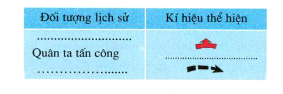 Đối tượng lịch sử Kí hiệu thể hiện
........................
Quân ta tấn công ........................
........................